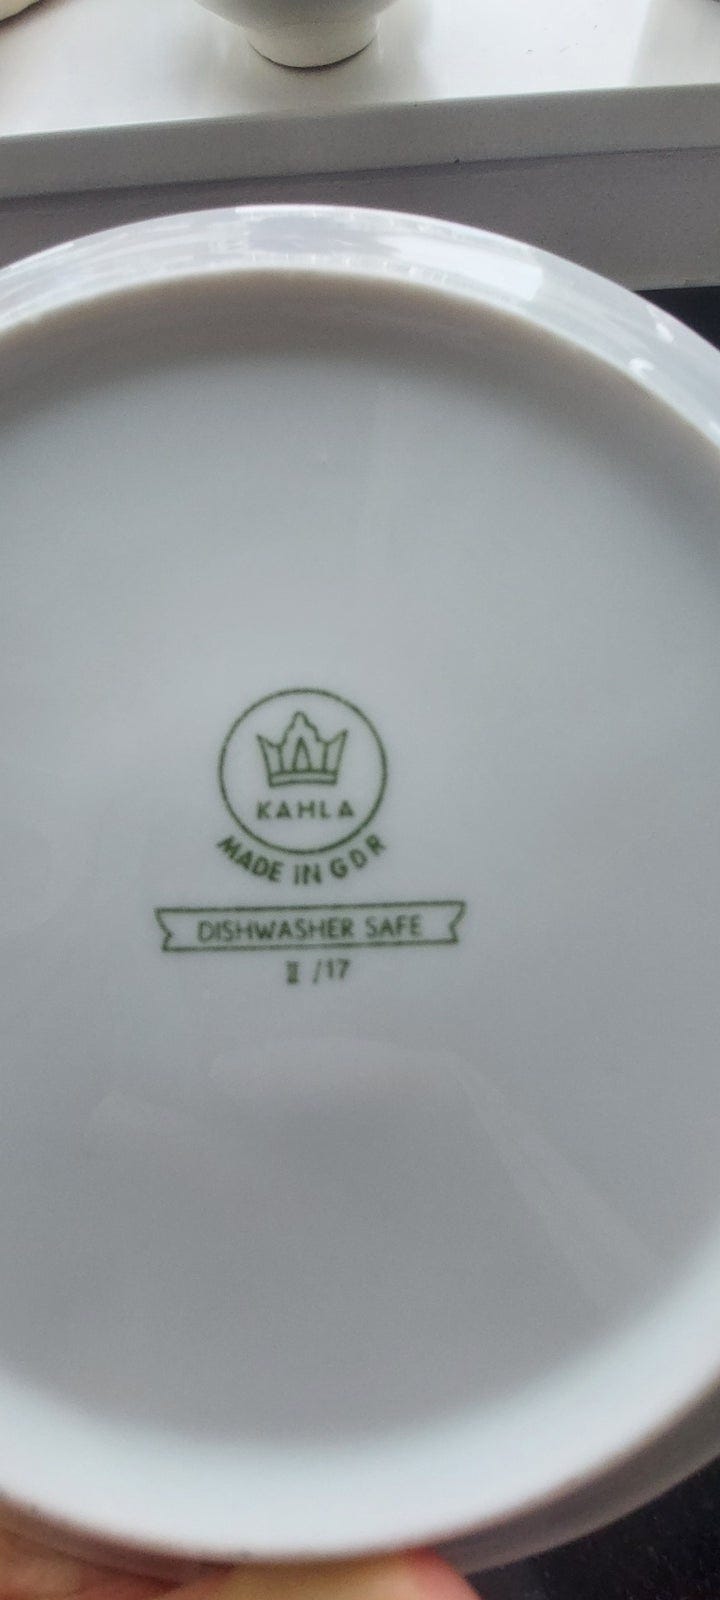 KAHLA
MADE IN GDR
DISHWASHER SAFE
II /17